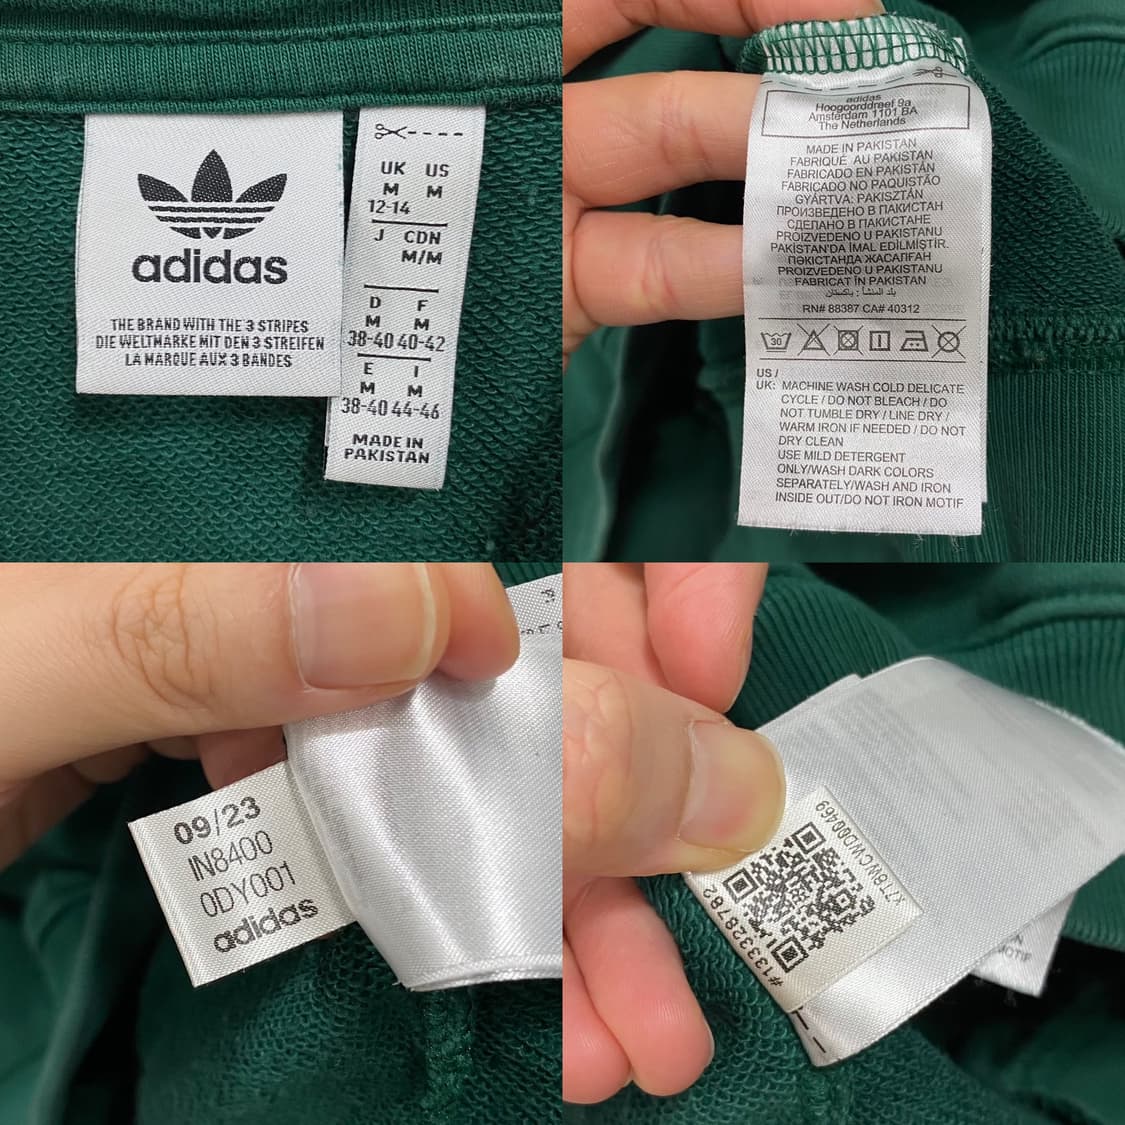 adidas
THE BRAND WITH THE 3 STRIPES
DIE WELTMARKE MIT DEN 3 STREIFEN
LA MARQUE AUX 3 BANDES
UK US
M M
12-14
J CDN
M/M
D F
M M
38-40 40-42
E I
M M
38-40 44-46
MADE IN
PAKISTAN
adidas
Hoogoorddreef 9a
Amsterdam 1101 BA
The Netherlands
MADE IN PAKISTAN
FABRIQUÉ AU PAKISTAN
FABRICADO EN PAKISTÁN
FABRICADO NO PAQUISTÃO
GYÁRTVA: PAKISZTÁN
ПРОИЗВЕДЕНО В ПАКИСТАН
СДЕЛАНО В ПАКИСТАНЕ
PROIZVEDENO U PAKISTANU
PAKİSTAN'DA İMAL EDİLMİŞTİR.
ПӘКІСТАНДА ЖАСАЛҒАН
PROIZVEDENO U PAKISTANU
FABRICAT ÎN PAKISTAN
بلد المنشأ : باكستان
RN# 88387 CA# 40312
30
US /
UK: MACHINE WASH COLD DELICATE
CYCLE / DO NOT BLEACH / DO
NOT TUMBLE DRY / LINE DRY /
WARM IRON IF NEEDED / DO NOT
DRY CLEAN
USE MILD DETERGENT
ONLY/WASH DARK COLORS
SEPARATELY/WASH AND IRON
INSIDE OUT/DO NOT IRON MOTIF
09/23
IN8400
0DY001
adidas
#133328782
MOTIF